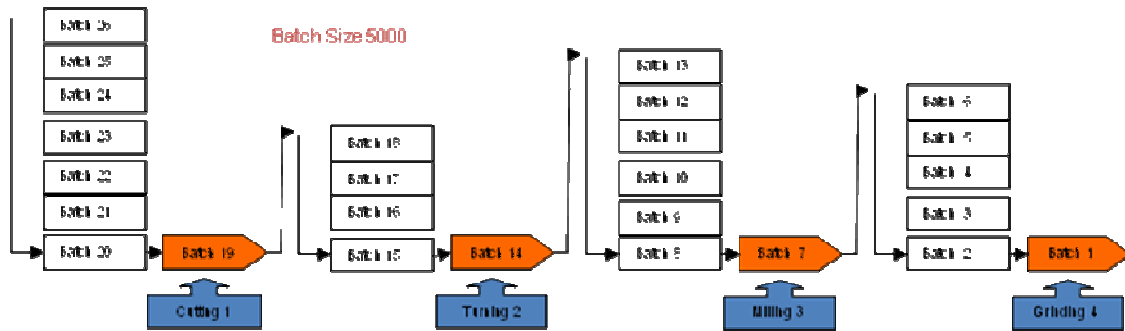 Batch Size 5000
Batch 26
Batch 25
Batch 24
Batch 23
Batch 22
Batch 21
Batch 20
Batch 19
Cutting 1
Batch 18
Batch 17
Batch 16
Batch 15
Batch 14
Turning 2
Batch 13
Batch 12
Batch 11
Batch 10
Batch 9
Batch 8
Batch 7
Milling 3
Batch 6
Batch 5
Batch 4
Batch 3
Batch 2
Batch 1
Grinding 4